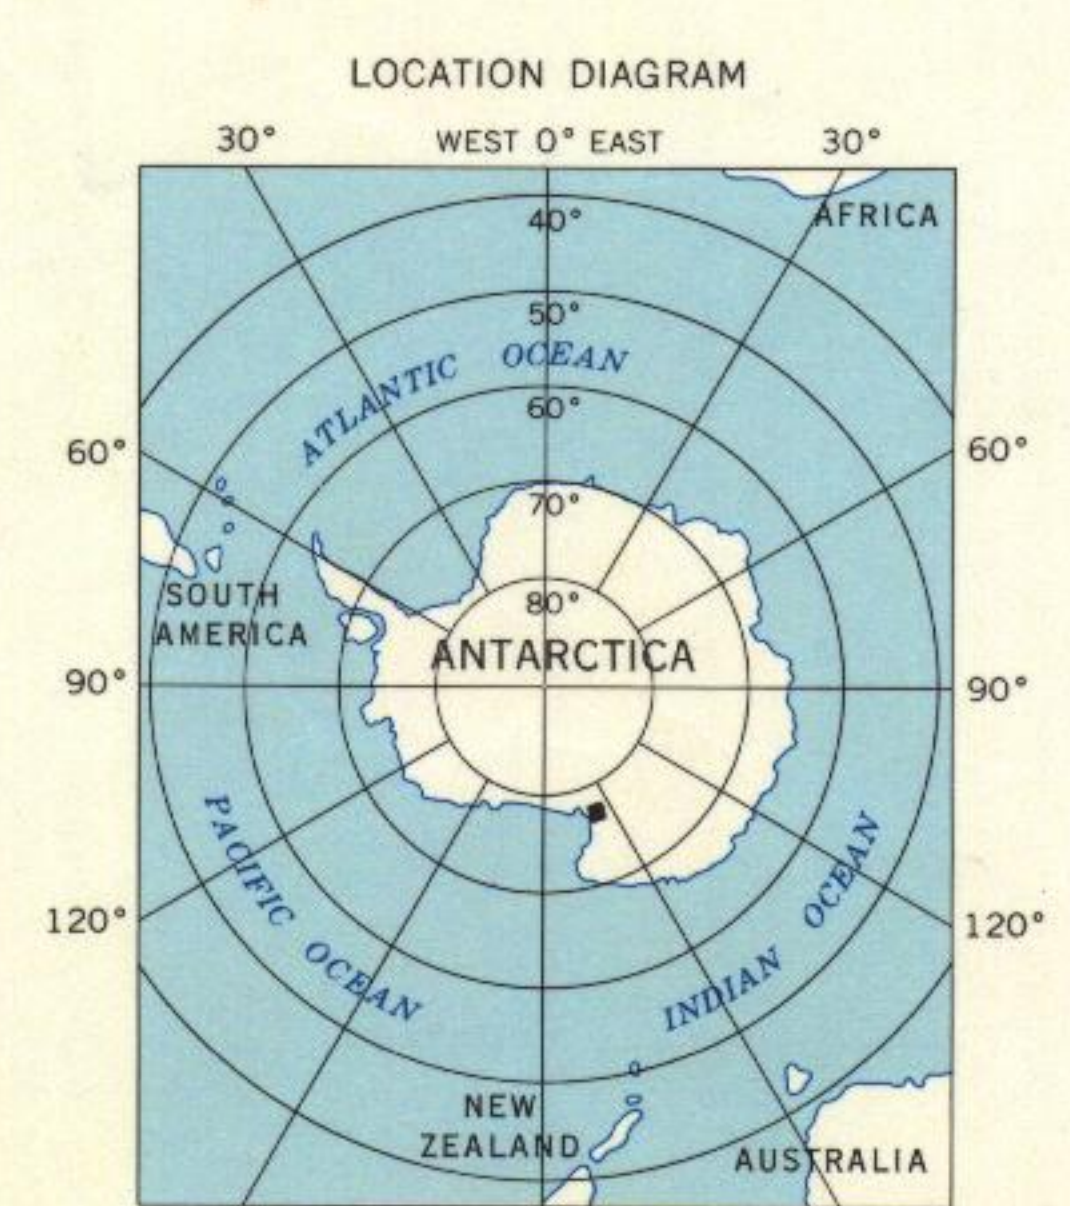 LOCATION DIAGRAM
30° WEST 0° EAST 30°
AFRICA
40°
50°
ATLANTIC OCEAN
60°
60° 60°
70°
SOUTH
AMERICA
80°
ANTARCTICA
90° 90°
PACIFIC OCEAN
INDIAN OCEAN
120° 120°
NEW
ZEALAND
AUSTRALIA